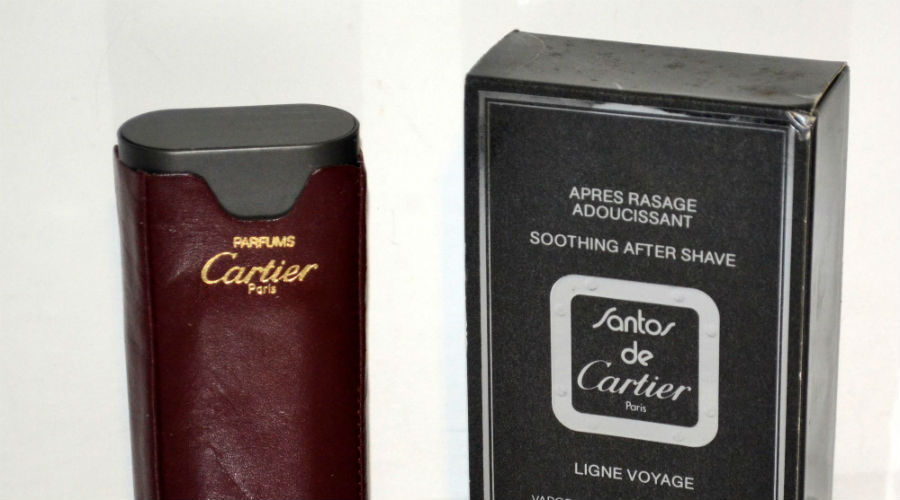 PARFUMS
Cartier
Paris
APRES RASAGE
ADOUCISSANT
SOOTHING AFTER SHAVE
Santos
de
Cartier
Paris
LIGNE VOYAGE